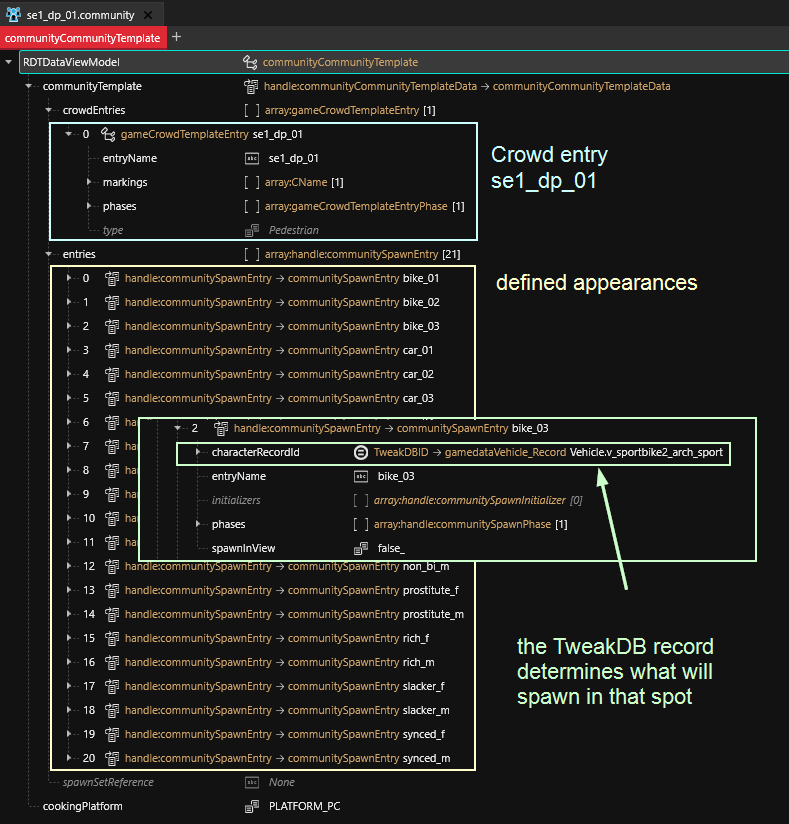 se1_dp_01.community ×
communityCommunityTemplate +
RDTDataViewModel communityCommunityTemplate
communityTemplate handle:communityCommunityTemplateData → communityCommunityTemplateData
crowdEntries [ ] array:gameCrowdTemplateEntry [1]
0 gameCrowdTemplateEntry se1_dp_01
entryName abc se1_dp_01
markings [ ] array:CName [1]
phases [ ] array:gameCrowdTemplateEntryPhase [1]
type Pedestrian
Crowd entry
se1_dp_01
entries [ ] array:handle:communitySpawnEntry [21]
0 handle:communitySpawnEntry → communitySpawnEntry bike_01
1 handle:communitySpawnEntry → communitySpawnEntry bike_02
2 handle:communitySpawnEntry → communitySpawnEntry bike_03
3 handle:communitySpawnEntry → communitySpawnEntry car_01
4 handle:communitySpawnEntry → communitySpawnEntry car_02
5 handle:communitySpawnEntry → communitySpawnEntry car_03
defined appearances
6 ha
7 ha
8 ha
9 ha
10 ha
11 ha
2 handle:communitySpawnEntry → communitySpawnEntry bike_03
characterRecordId TweakDBID → gamedataVehicle_Record Vehicle.v_sportbike2_arch_sport
entryName abc bike_03
initializers [ ] array:handle:communitySpawnInitializer [0]
phases [ ] array:handle:communitySpawnPhase [1]
spawnInView false_
12 handle:communitySpawnEntry → communitySpawnEntry non_bi_m
13 handle:communitySpawnEntry → communitySpawnEntry prostitute_f
14 handle:communitySpawnEntry → communitySpawnEntry prostitute_m
15 handle:communitySpawnEntry → communitySpawnEntry rich_f
16 handle:communitySpawnEntry → communitySpawnEntry rich_m
17 handle:communitySpawnEntry → communitySpawnEntry slacker_f
18 handle:communitySpawnEntry → communitySpawnEntry slacker_m
19 handle:communitySpawnEntry → communitySpawnEntry synced_f
20 handle:communitySpawnEntry → communitySpawnEntry synced_m
the TweakDB record
determines what will
spawn in that spot
spawnSetReference abc None
cookingPlatform PLATFORM_PC